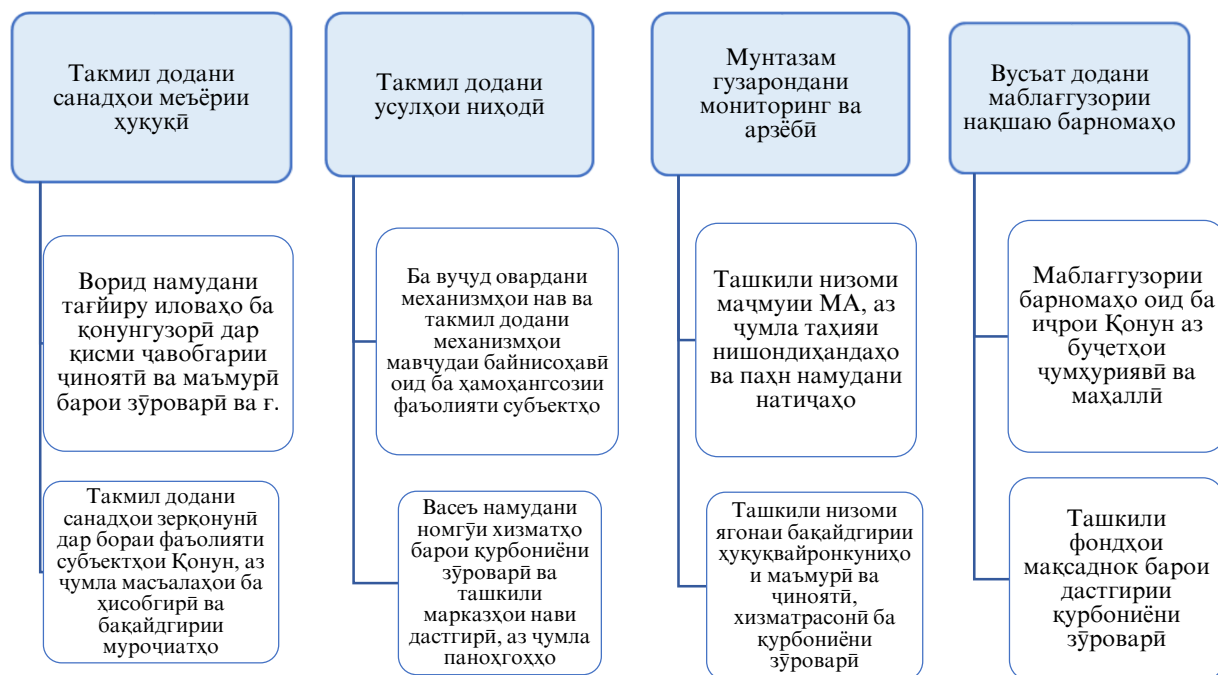 Такмил додани
санадҳои меъёрии
ҳуқуқӣ
Ворид намудани
тағйиру иловаҳо ба
қонунгузорӣ дар
қисми ҷавобгарии
ҷиноятӣ ва маъмурӣ
барои зӯроварӣ ва ғ.
Такмил додани
санадҳои зерқонунӣ
дар бораи фаъолияти
субъектҳои Қонун, аз
ҷумла масъалаҳои ба
ҳисобгирӣ ва
бақайдгирии
муроҷиатҳо
Такмил додани
усулҳои ниҳодӣ
Ба вуҷуд овардани
механизмҳои нав ва
такмил додани
механизмҳои
мавҷудаи байнисоҳавӣ
оид ба ҳамоҳангсозии
фаъолияти субъектҳо
Васеъ намудани
номгӯи хизматҳо
барои қурбониёни
зӯроварӣ ва
ташкили
марказҳои нави
дастгирӣ, аз ҷумла
паноҳгоҳҳо
Мунтазам
гузарондани
мониторинг ва
арзёбӣ
Ташкили низоми
маҷмуии МА, аз
ҷумла таҳияи
нишондиҳандаҳо
ва паҳн намудани
натиҷаҳо
Ташкили низоми
ягонаи бақайдгирии
ҳуқуқвайронкуниҳо
и маъмурӣ ва
ҷиноятӣ,
хизматрасонӣ ба
қурбониёни
зӯроварӣ
Вусъат додани
маблағгузории
нақшаю барномаҳо
Маблағгузории
барномаҳо оид ба
иҷрои Қонун аз
буҷетҳои
ҷумҳуриявӣ ва
маҳаллӣ
Ташкили
фондҳои
мақсаднок барои
дастгирии
қурбониёни
зӯроварӣ